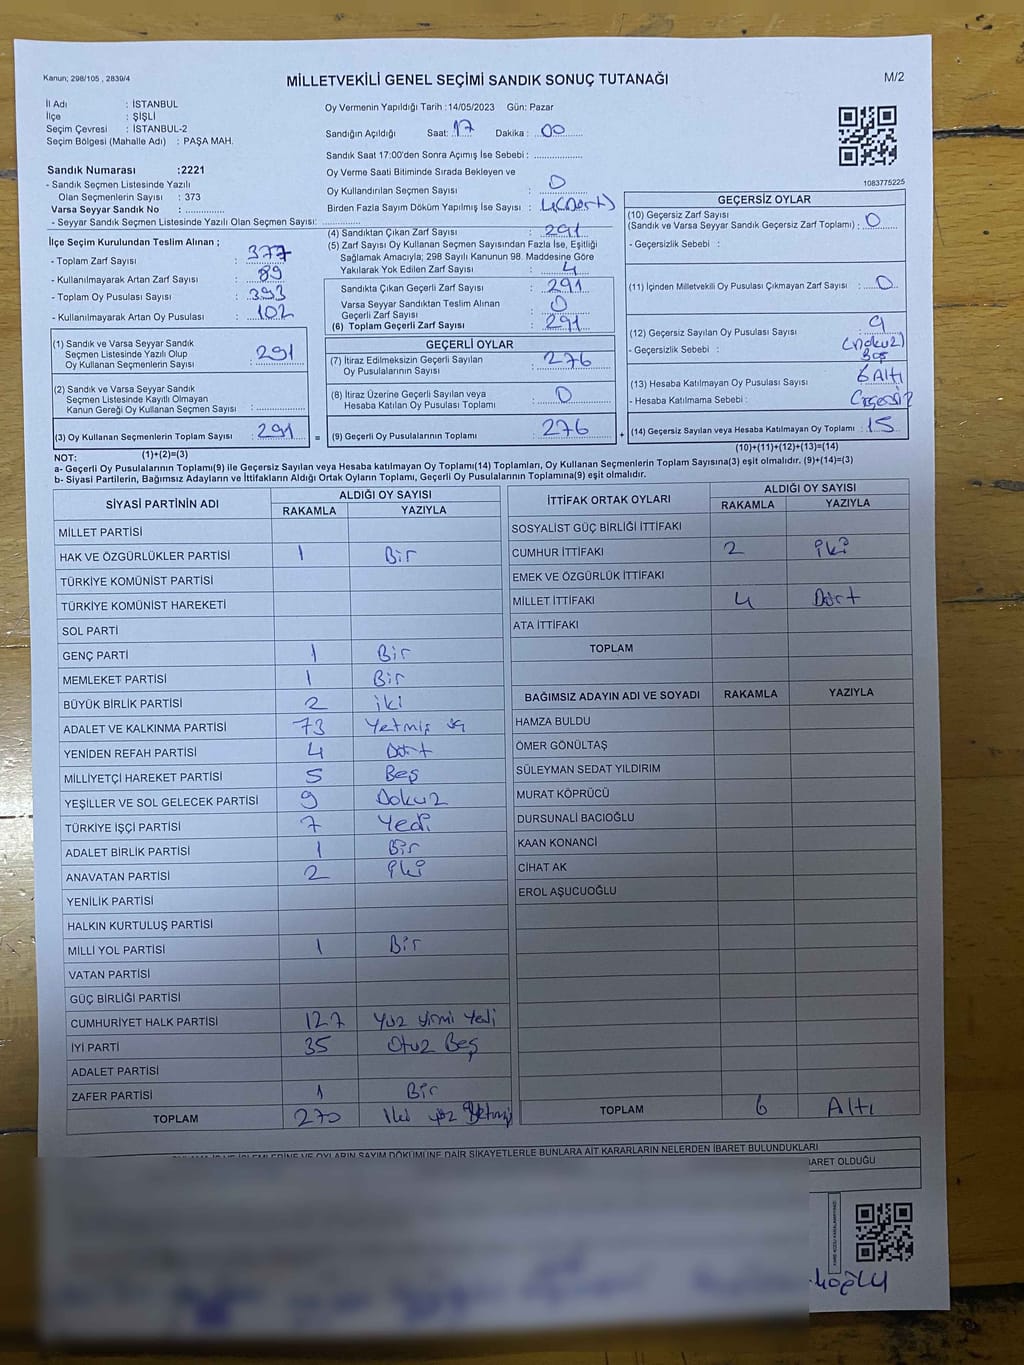 Kanun; 298/105 , 2839/4
MİLLETVEKİLİ GENEL SEÇİMİ SANDIK SONUÇ TUTANAĞI
M/2
İl Adı : İSTANBUL
İlçe : ŞİŞLİ
Seçim Çevresi : İSTANBUL-2
Seçim Bölgesi (Mahalle Adı) : PAŞA MAH.
Oy Vermenin Yapıldığı Tarih :14/05/2023 Gün: Pazar
Sandığın Açıldığı Saat: 17 Dakika : 00
Sandık Saat 17:00'den Sonra Açımış İse Sebebi : ..................
Oy Verme Saati Bitiminde Sırada Bekleyen ve
Oy Kullandırılan Seçmen Sayısı : 0
Birden Fazla Sayım Döküm Yapılmış İse Sayısı : 4(Dört)
1083775225
Sandık Numarası :2221
- Sandık Seçmen Listesinde Yazılı
Olan Seçmenlerin Sayısı : 373
Varsa Seyyar Sandık No : ..............
- Seyyar Sandık Seçmen Listesinde Yazılı Olan Seçmen Sayısı: ..............
İlçe Seçim Kurulundan Teslim Alınan ;
- Toplam Zarf Sayısı : 377
- Kullanılmayarak Artan Zarf Sayısı : 89
- Toplam Oy Pusulası Sayısı : 393
- Kullanılmayarak Artan Oy Pusulası : 102
(1) Sandık ve Varsa Seyyar Sandık
Seçmen Listesinde Yazılı Olup
Oy Kullanan Seçmenlerin Sayısı : 291
(2) Sandık ve Varsa Seyyar Sandık
Seçmen Listesinde Kayıtlı Olmayan
Kanun Gereği Oy Kullanan Seçmen Sayısı : ..............
(3) Oy Kullanan Seçmenlerin Toplam Sayısı : 291 =
(1)+(2)=(3)
(4) Sandıktan Çıkan Zarf Sayısı : 291
(5) Zarf Sayısı Oy Kullanan Seçmen Sayısından Fazla İse, Eşitliği
Sağlamak Amacıyla; 298 Sayılı Kanunun 98. Maddesine Göre
Yakılarak Yok Edilen Zarf Sayısı : 4
Sandıkta Çıkan Geçerli Zarf Sayısı : 291
Varsa Seyyar Sandıktan Teslim Alınan
Geçerli Zarf Sayısı : 0
(6) Toplam Geçerli Zarf Sayısı : 291
GEÇERLİ OYLAR
(7) İtiraz Edilmeksizin Geçerli Sayılan
Oy Pusulalarının Sayısı : 276
(8) İtiraz Üzerine Geçerli Sayılan veya
Hesaba Katılan Oy Pusulası Toplamı : 0
(9) Geçerli Oy Pusulalarının Toplamı : 276 +
GEÇERSİZ OYLAR
(10) Geçersiz Zarf Sayısı
(Sandık ve Varsa Seyyar Sandık Geçersiz Zarf Toplamı) : 0
- Geçersizlik Sebebi :
(11) İçinden Milletvekili Oy Pusulası Çıkmayan Zarf Sayısı : 0
(12) Geçersiz Sayılan Oy Pusulası Sayısı : 9
- Geçersizlik Sebebi : (Dokuz)
Boş
(13) Hesaba Katılmayan Oy Pusulası Sayısı : 6 Altı
- Hesaba Katılmama Sebebi : Geçersiz
(14) Geçersiz Sayılan veya Hesaba Katılmayan Oy Toplamı : 15
(10)+(11)+(12)+(13)=(14)
NOT:
a- Geçerli Oy Pusulalarının Toplamı(9) ile Geçersiz Sayılan veya Hesaba katılmayan Oy Toplamı(14) Toplamları, Oy Kullanan Seçmenlerin Toplam Sayısına(3) eşit olmalıdır. (9)+(14)=(3)
b- Siyasi Partilerin, Bağımsız Adayların ve İttifakların Aldığı Ortak Oyların Toplamı, Geçerli Oy Pusulalarının Toplamına(9) eşit olmalıdır.
SİYASİ PARTİNİN ADI ALDIĞI OY SAYISI
RAKAMLA YAZIYLA
MİLLET PARTİSİ
HAK VE ÖZGÜRLÜKLER PARTİSİ 1 Bir
TÜRKİYE KOMÜNİST PARTİSİ
TÜRKİYE KOMÜNİST HAREKETİ
SOL PARTİ
GENÇ PARTİ 1 Bir
MEMLEKET PARTİSİ 1 Bir
BÜYÜK BİRLİK PARTİSİ 2 iki
ADALET VE KALKINMA PARTİSİ 73 Yetmiş üç
YENİDEN REFAH PARTİSİ 4 Dört
MİLLİYETÇİ HAREKET PARTİSİ 5 Beş
YEŞİLLER VE SOL GELECEK PARTİSİ 9 Dokuz
TÜRKİYE İŞÇİ PARTİSİ 7 Yedi
ADALET BİRLİK PARTİSİ 1 Bir
ANAVATAN PARTİSİ 2 iki
YENİLİK PARTİSİ
HALKIN KURTULUŞ PARTİSİ
MİLLİ YOL PARTİSİ 1 Bir
VATAN PARTİSİ
GÜÇ BİRLİĞİ PARTİSİ
CUMHURİYET HALK PARTİSİ 127 Yüz yirmi Yedi
İYİ PARTİ 35 Otuz Beş
ADALET PARTİSİ
ZAFER PARTİSİ 1 Bir
TOPLAM 270 İki yüz Yetmiş
İTTİFAK ORTAK OYLARI ALDIĞI OY SAYISI
RAKAMLA YAZIYLA
SOSYALİST GÜÇ BİRLİĞİ İTTİFAKI
CUMHUR İTTİFAKI 2 iki
EMEK VE ÖZGÜRLÜK İTTİFAKI
MİLLET İTTİFAKI 4 Dört
ATA İTTİFAKI
TOPLAM
BAĞIMSIZ ADAYIN ADI VE SOYADI RAKAMLA YAZIYLA
HAMZA BULDU
ÖMER GÖNÜLTAŞ
SÜLEYMAN SEDAT YILDIRIM
MURAT KÖPRÜCÜ
DURSUNALİ BACIOĞLU
KAAN KONANCİ
CİHAT AK
EROL AŞUCUOĞLU
TOPLAM 6 Altı
OYLARIN SAYIM DÖKÜMÜNE DAİR ŞİKAYETLERLE BUNLARA AİT KARARLARIN NELERDEN İBARET BULUNDUKLARI
BARET OLDUĞU